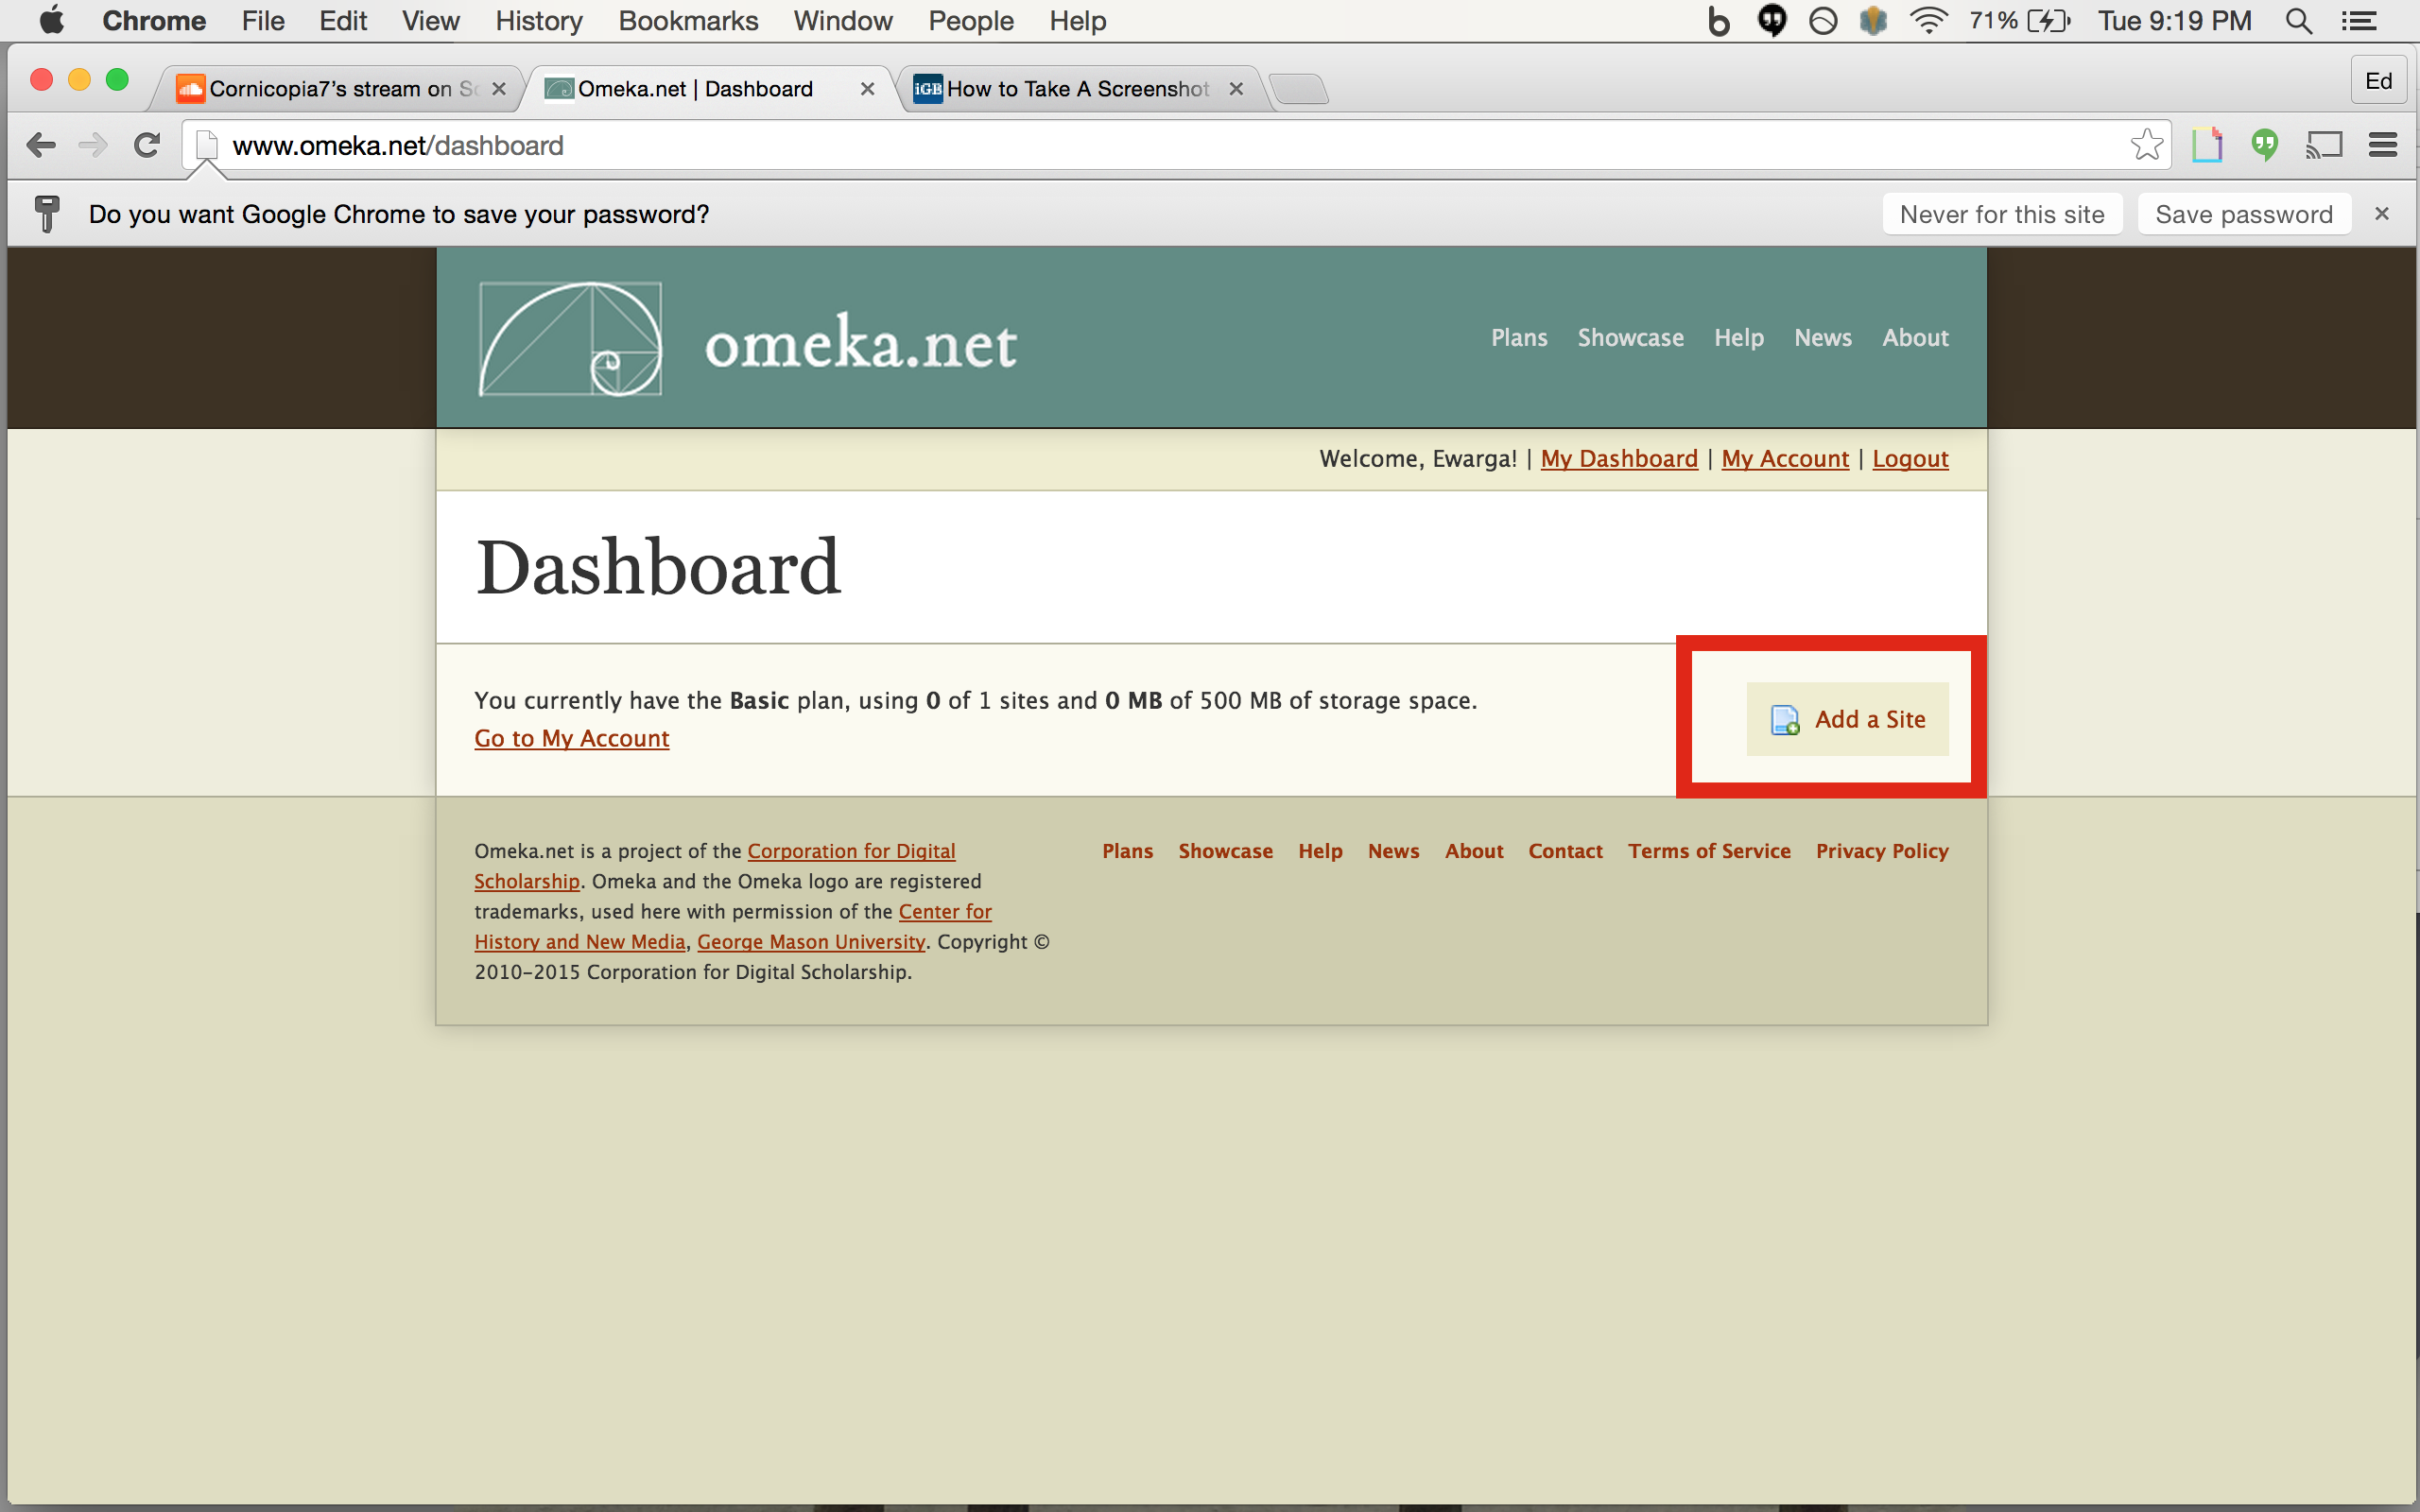 Chrome File Edit View History Bookmarks Window People Help b 71% Tue 9:19 PM
Cornicopia7's stream on So Omeka.net | Dashboard iGB How to Take A Screenshot Ed
www.omeka.net/dashboard
Do you want Google Chrome to save your password? Never for this site Save password
omeka.net Plans Showcase Help News About
Welcome, Ewarga! | My Dashboard | My Account | Logout
Dashboard
You currently have the Basic plan, using 0 of 1 sites and 0 MB of 500 MB of storage space.
Add a Site
Go to My Account
Omeka.net is a project of the Corporation for Digital
Scholarship. Omeka and the Omeka logo are registered
trademarks, used here with permission of the Center for
History and New Media, George Mason University. Copyright ©
2010-2015 Corporation for Digital Scholarship.
Plans Showcase Help News About Contact Terms of Service Privacy Policy